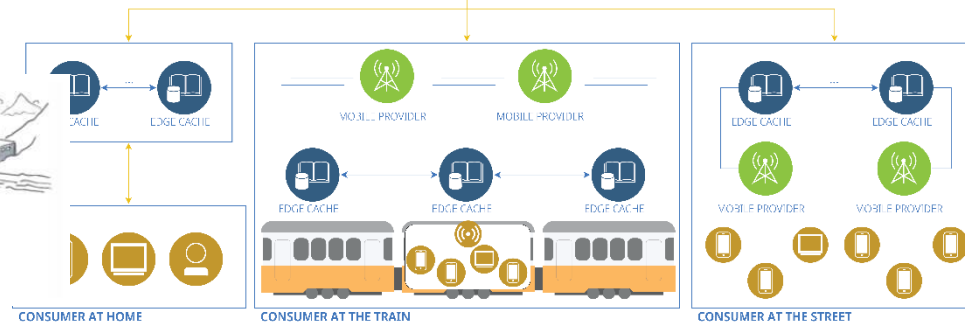 ...
...
CACHE
EDGE CACHE
MOBILE PROVIDER
MOBILE PROVIDER
EDGE CACHE
EDGE CACHE
EDGE CACHE
EDGE CACHE
EDGE CACHE
MOBILE PROVIDER
MOBILE PROVIDER
CONSUMER AT HOME
CONSUMER AT THE TRAIN
CONSUMER AT THE STREET